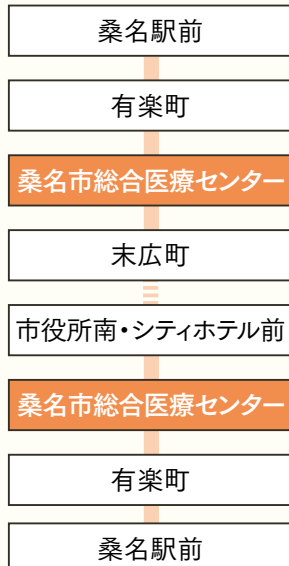 桑名駅前
有楽町
桑名市総合医療センター
末広町
市役所南・シティホテル前
桑名市総合医療センター
有楽町
桑名駅前